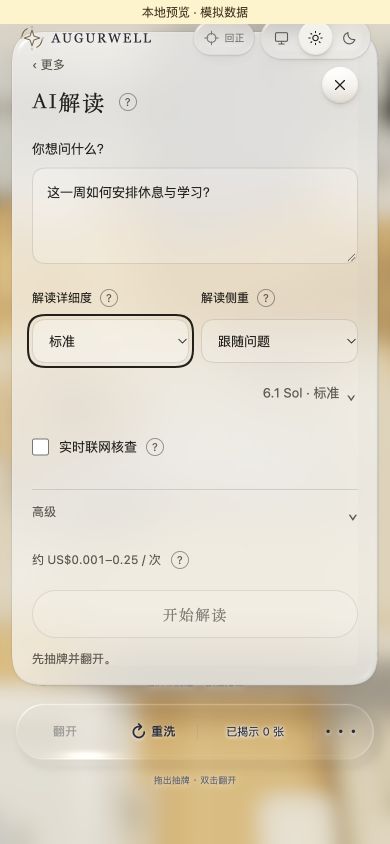 本地预览 · 模拟数据
AUGURWELL
回正
‹ 更多
AI解读 ?
你想问什么?
这一周如何安排休息与学习?
解读详细度 ? 解读侧重 ?
标准 跟随问题
6.1 Sol · 标准
实时联网核查 ?
高级
约 US$0.001–0.25 / 次 ?
开始解读
先抽牌并翻开。
翻开 重洗 已揭示 0 张 • • •
拖出抽牌 · 双击翻开